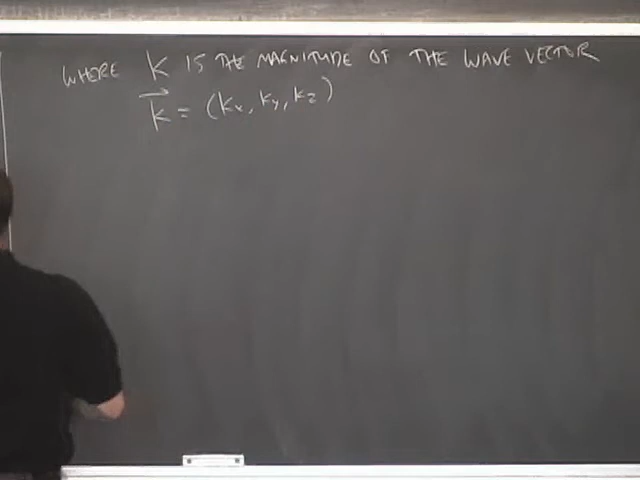 WHERE K IS THE MAGNITUDE OF THE WAVE VECTOR
k⃗ = (kx, ky, kz)